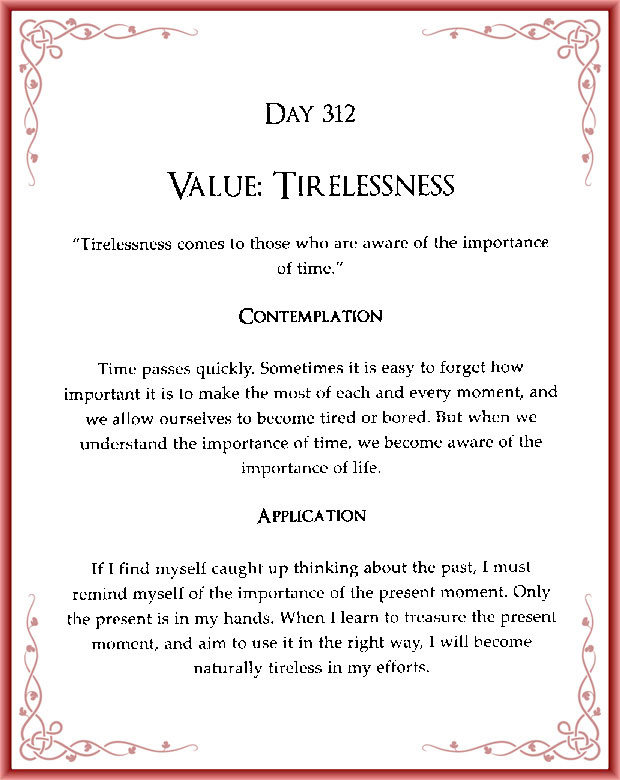 DAY 312
VALUE: TIRELESSNESS
"Tirelessness comes to those who are aware of the importance
of time."
CONTEMPLATION
Time passes quickly. Sometimes it is easy to forget how
important it is to make the most of each and every moment, and
we allow ourselves to become tired or bored. But when we
understand the importance of time, we become aware of the
importance of life.
APPLICATION
If I find myself caught up thinking about the past, I must
remind myself of the importance of the present moment. Only
the present is in my hands. When I learn to treasure the present
moment, and aim to use it in the right way, I will become
naturally tireless in my efforts.